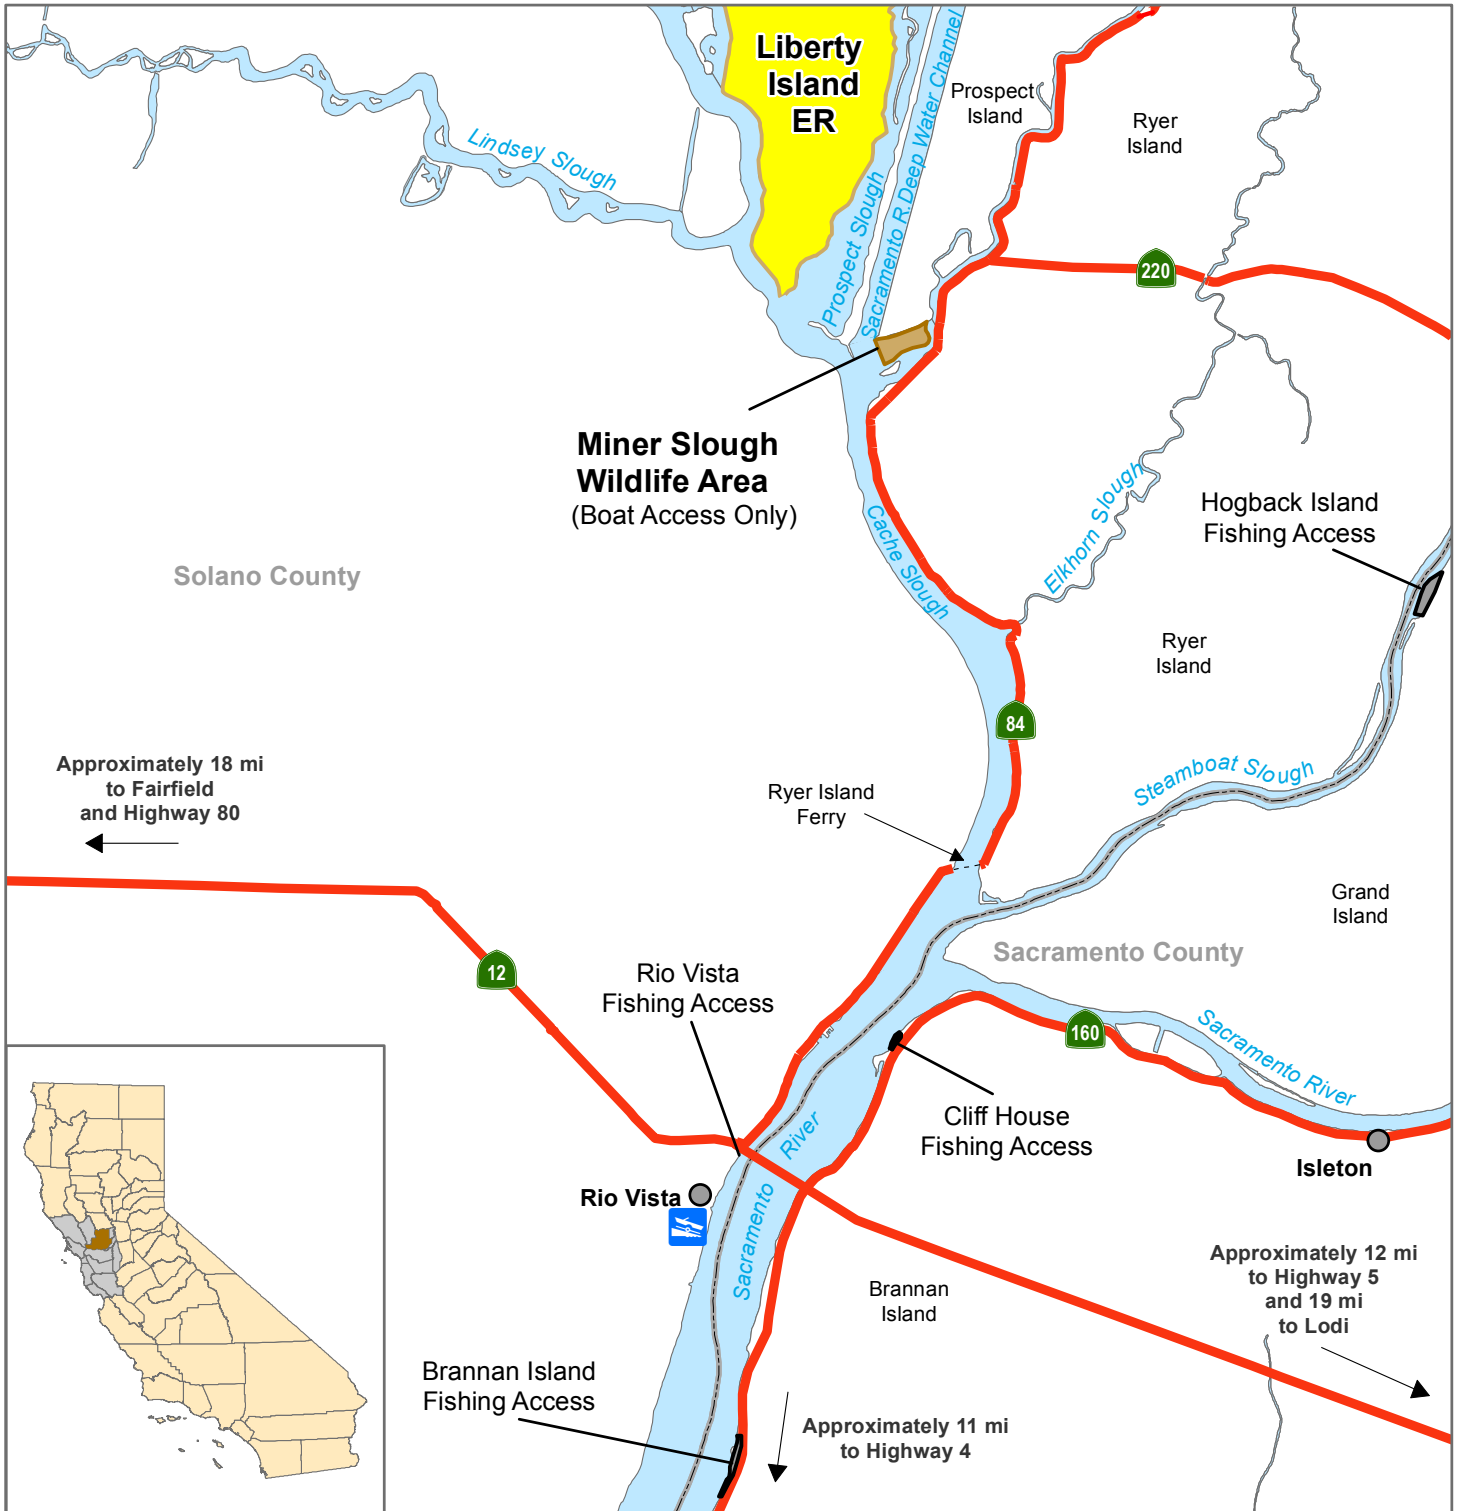 Liberty
Island
ER
Prospect
Island
Ryer
Island
Lindsey Slough
Prospect Slough
Sacramento R. Deep Water Channel
220
Miner Slough
Wildlife Area
(Boat Access Only)
Cache Slough
Elkhorn Slough
Hogback Island
Fishing Access
Solano County
Ryer
Island
84
Approximately 18 mi
to Fairfield
and Highway 80
Ryer Island
Ferry
Steamboat Slough
Grand
Island
Sacramento County
12
Rio Vista
Fishing Access
160
Sacramento River
Cliff House
Fishing Access
Isleton
Rio Vista
Sacramento River
Approximately 12 mi
to Highway 5
and 19 mi
to Lodi
Brannan
Island
Brannan Island
Fishing Access
Approximately 11 mi
to Highway 4